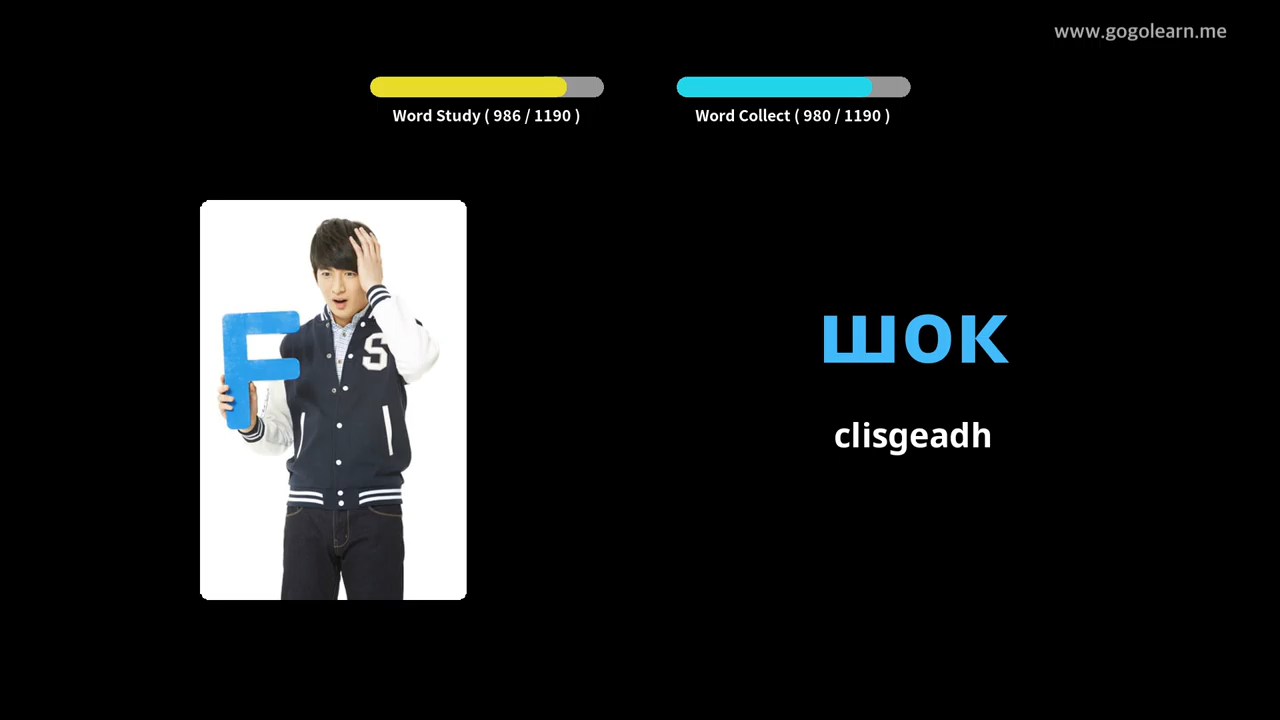 www.gogolearn.me
Word Study ( 986 / 1190 )
Word Collect ( 980 / 1190 )
F
S
шок
clisgeadh